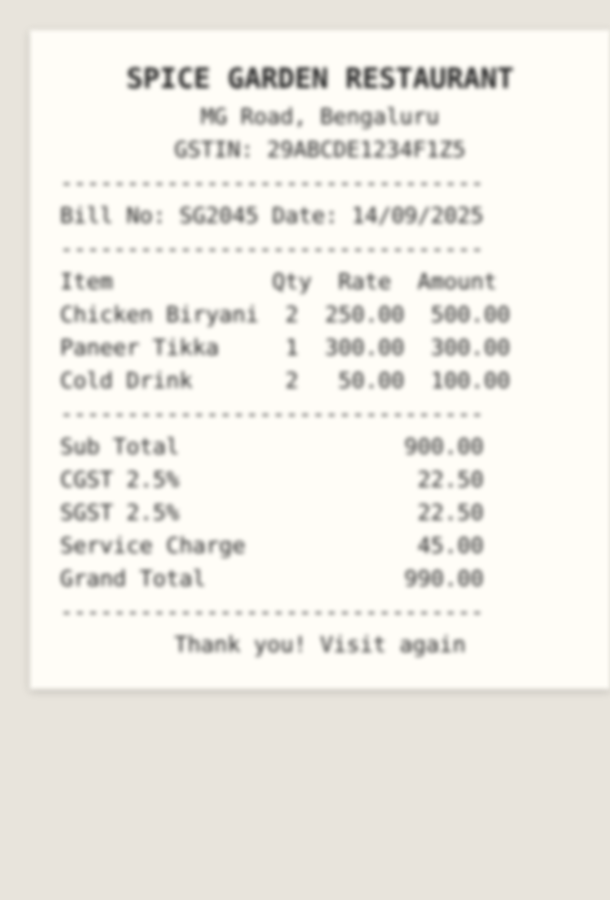 SPICE GARDEN RESTAURANT
MG Road, Bengaluru
GSTIN: 29ABCDE1234F1Z5
--------------------------------
Bill No: SG2045 Date: 14/09/2025
--------------------------------
Item            Qty  Rate  Amount
Chicken Biryani  2  250.00  500.00
Paneer Tikka     1  300.00  300.00
Cold Drink       2   50.00  100.00
--------------------------------
Sub Total                 900.00
CGST 2.5%                  22.50
SGST 2.5%                  22.50
Service Charge             45.00
Grand Total               990.00
--------------------------------
Thank you! Visit again